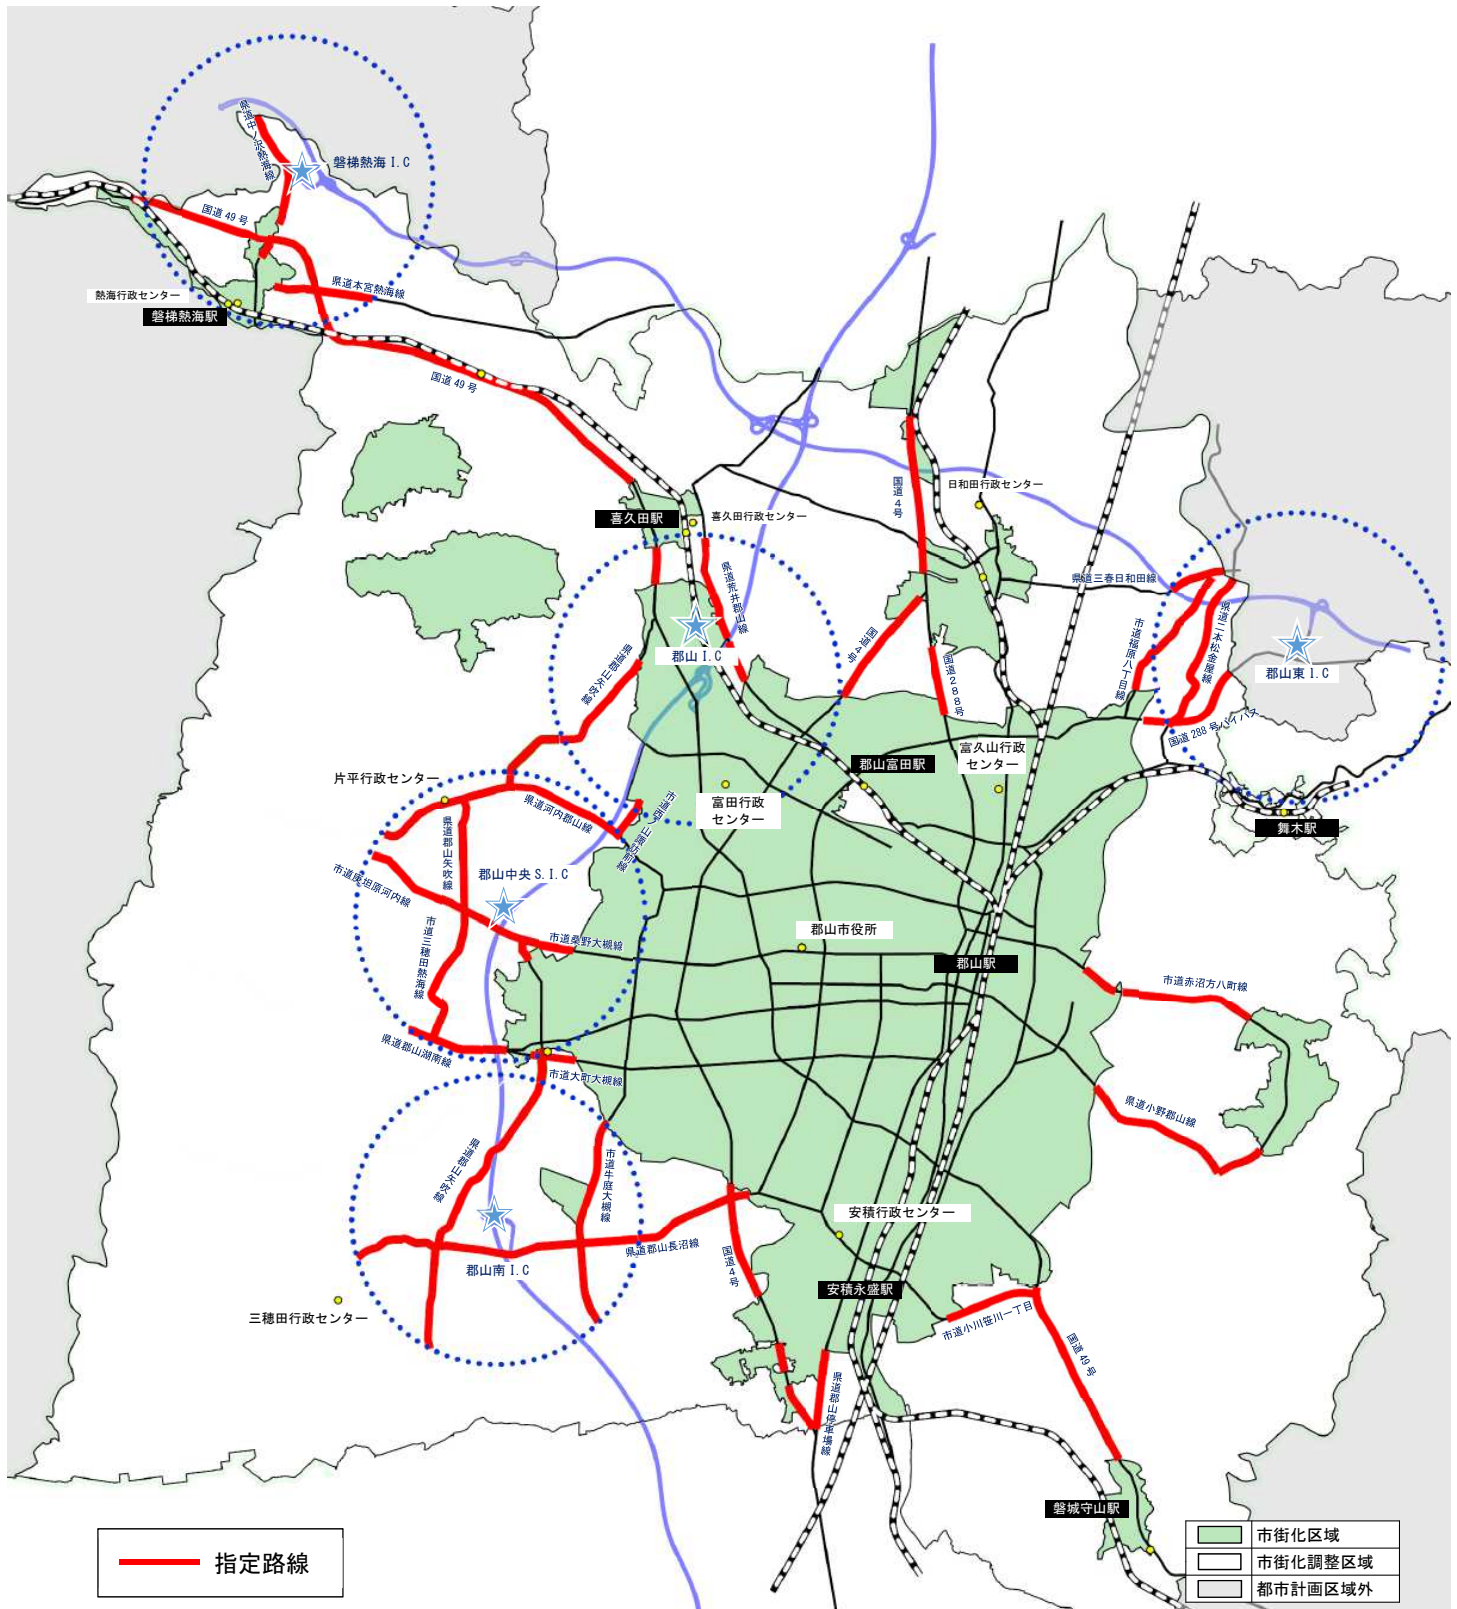 県道中ノ沢熱海線
磐梯熱海 I.C
国道 49 号
県道本宮熱海線
熱海行政センター
磐梯熱海駅
国道 49 号
国道4号
日和田行政センター
喜久田駅
喜久田行政センター
県道荒井郡山線
県道三春日和田線
県道二本松金屋線
市道福原八丁目線
国道4号
国道288号
郡山 I.C
県道郡山矢吹線
郡山東 I.C
国道 288 号バイパス
富久山行政
センター
郡山富田駅
片平行政センター
富田行政
センター
県道河内郡山線
舞木駅
県道郡山矢吹線
郡山中央 S.I.C
市道庚坦原河内線
市道三穂田熱海線
市道桑野大槻線
郡山市役所
郡山駅
市道赤沼方八町線
県道郡山湖南線
市道大町大槻線
県道小野郡山線
県道郡山矢吹線
市道牛庭大槻線
安積行政センター
県道郡山長沼線
国道4号
郡山南 I.C
安積永盛駅
三穂田行政センター
市道小川笹川一丁目
国道 49 号
県道郡山停車場線
磐城守山駅
指定路線
市街化区域
市街化調整区域
都市計画区域外